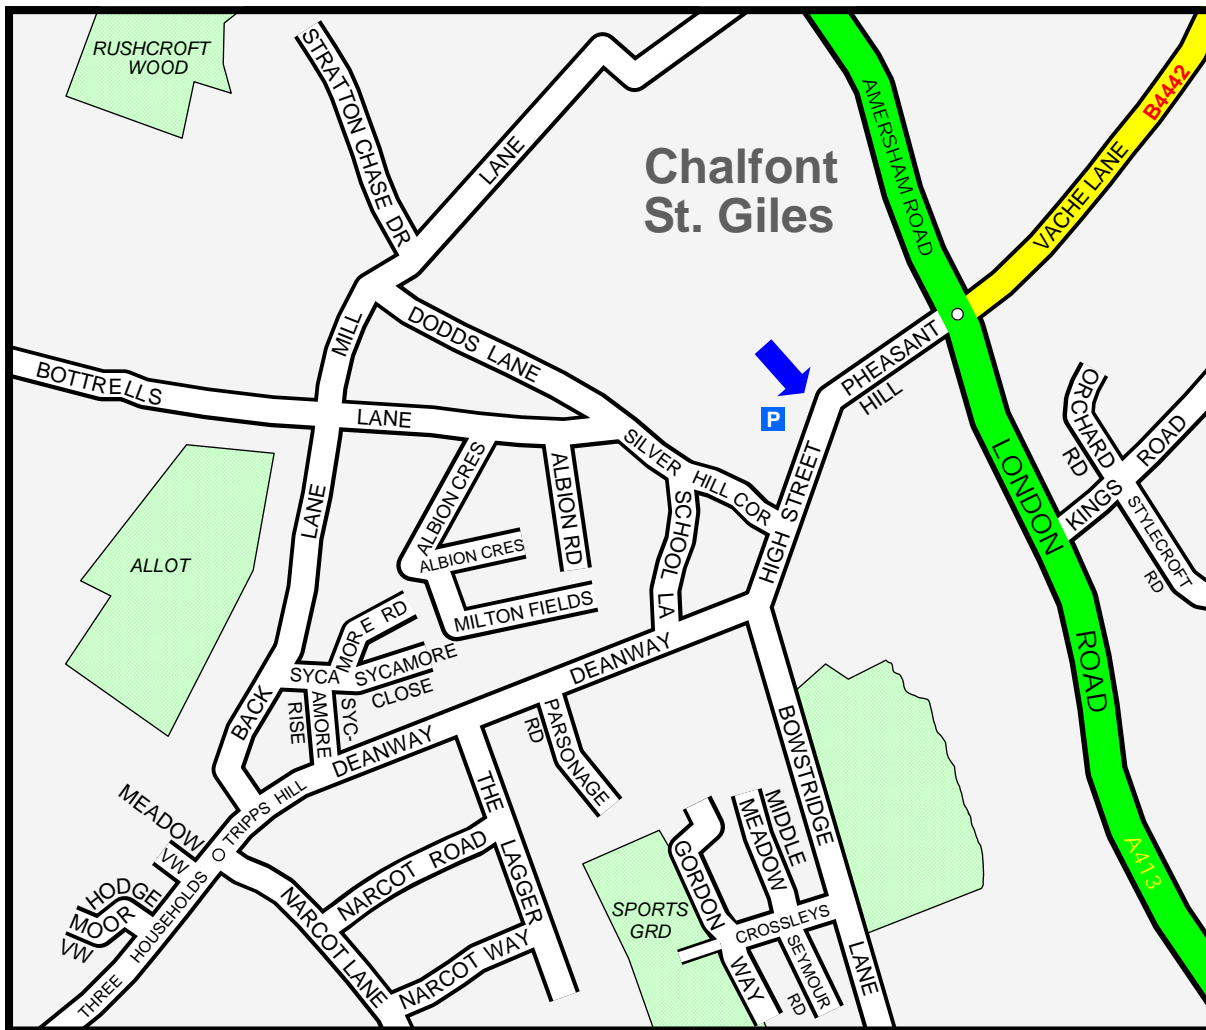 RUSHCROFT
WOOD
STRATTON CHASE DR
LANE
AMERSHAM ROAD
B4442
VACHE LANE
Chalfont
St. Giles
MILL
DODDS LANE
PHEASANT
HILL
BOTTRELLS
LANE
P
ORCHARD
RD
KINGS ROAD
STYLECROFT
RD
LONDON
ROAD
A413
SILVER
HILL COR
HIGH STREET
SCHOOL LA
ALBION CRES
ALBION CRES
ALBION RD
MILTON FIELDS
LANE
ALLOT
SYCAMORE RD
SYCAMORE
CLOSE
SYC-
AMORE
RISE
BACK
DEANWAY
DEANWAY
PARSONAGE
RD
BOWSTRIDGE
LANE
TRIPPS HILL
MEADOW
VW
HODGE
MOOR
VW
THREE HOUSEHOLDS
NARCOT LANE
NARCOT ROAD
NARCOT WAY
THE LAGGER
SPORTS
GRD
GORDON
WAY
MIDDLE
MEADOW
CROSSLEYS
SEYMOUR
RD